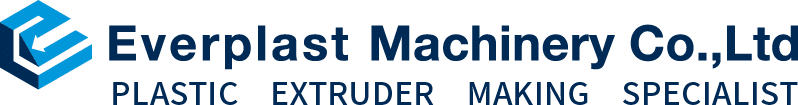 Everplast Machinery Co.,Ltd
PLASTIC EXTRUDER MAKING SPECIALIST